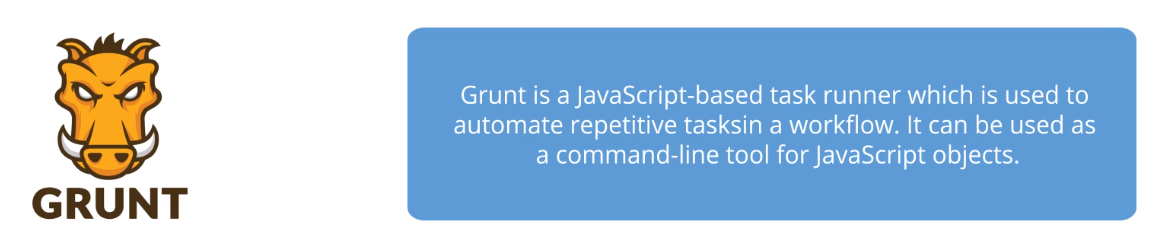 GRUNT
Grunt is a JavaScript-based task runner which is used to
automate repetitive tasksin a workflow. It can be used as
a command-line tool for JavaScript objects.